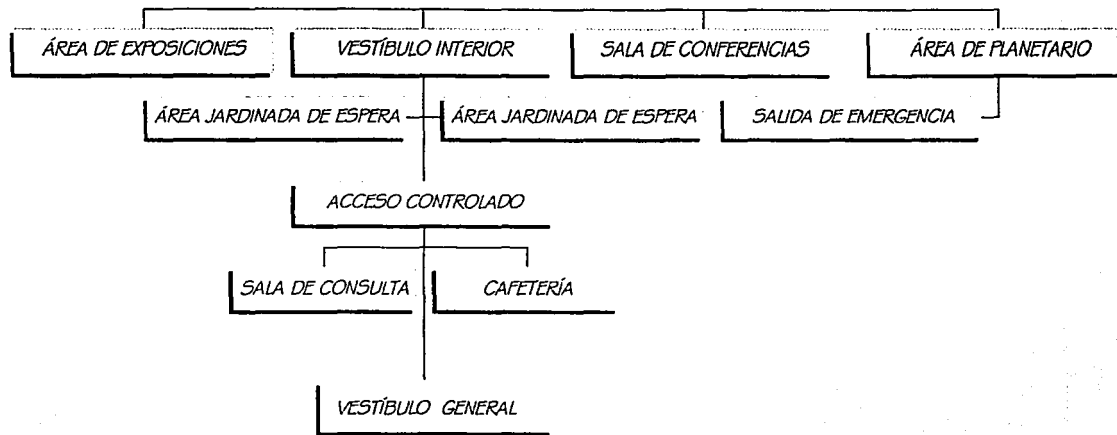 ÁREA DE EXPOSICIONES
VESTÍBULO INTERIOR
SALA DE CONFERENCIAS
ÁREA DE PLANETARIO
ÁREA JARDINADA DE ESPERA
ÁREA JARDINADA DE ESPERA
SALIDA DE EMERGENCIA
ACCESO CONTROLADO
SALA DE CONSULTA
CAFETERÍA
VESTÍBULO GENERAL